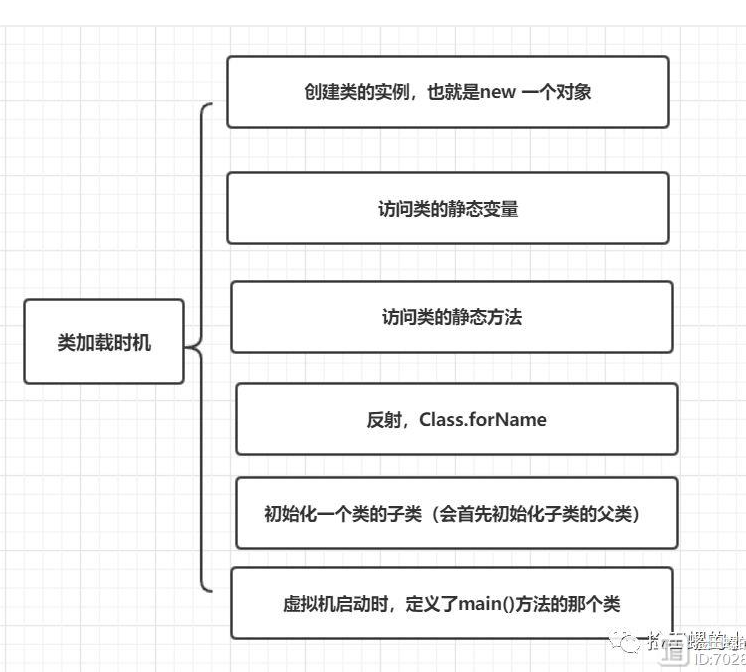 创建类的实例，也就是new 一个对象
访问类的静态变量
访问类的静态方法
类加载时机
反射，Class.forName
初始化一个类的子类（会首先初始化子类的父类）
虚拟机启动时，定义了main()方法的那个类
ID:7028